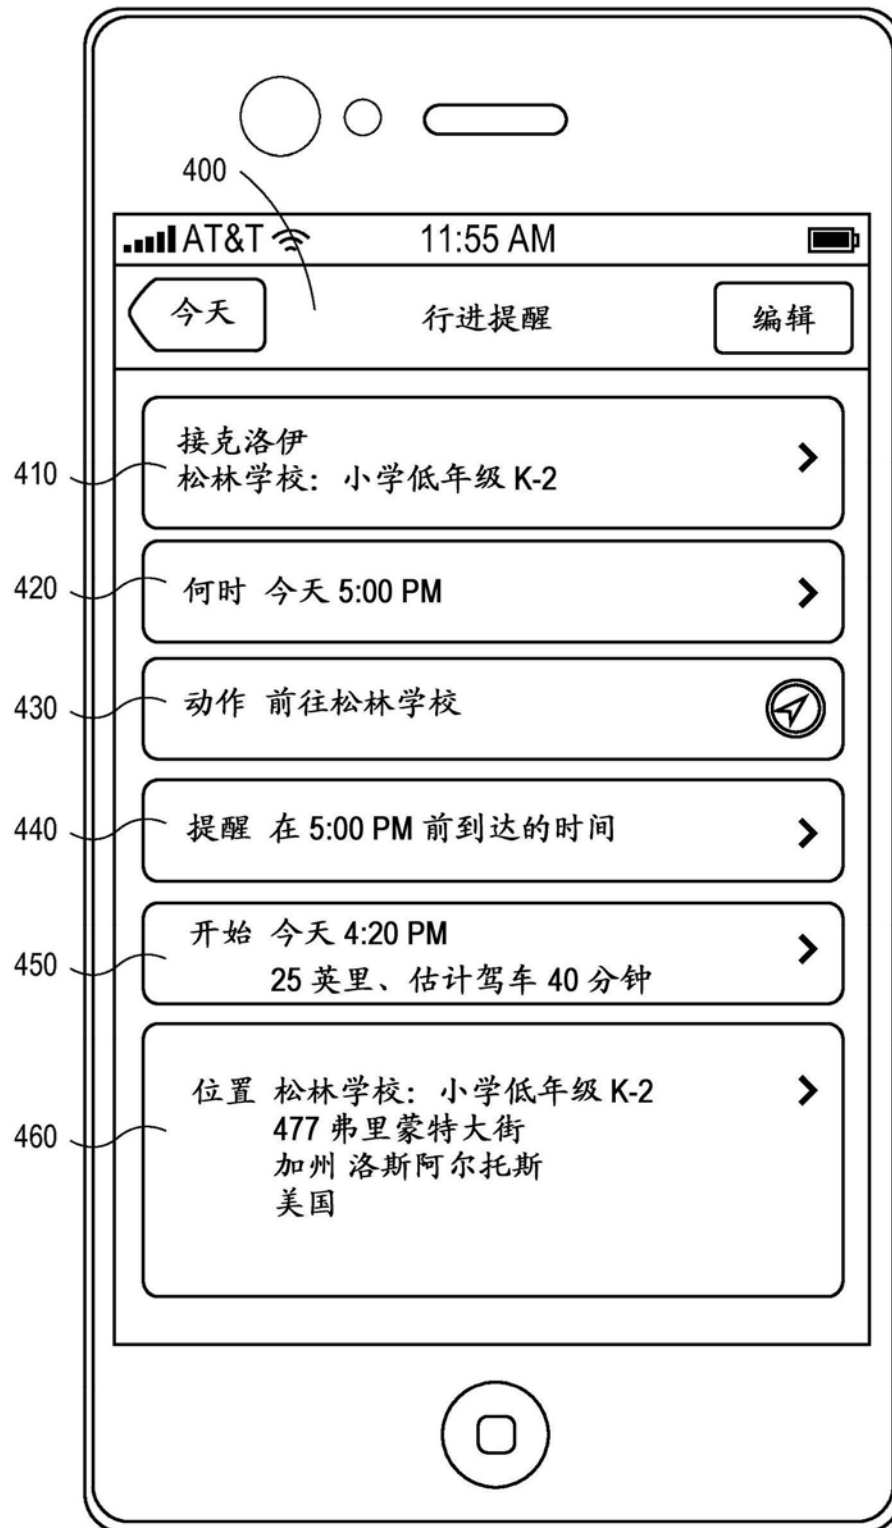 400
AT&T 11:55 AM
今天 行进提醒 编辑
接克洛伊
410 松林学校：小学低年级 K-2
420 何时 今天 5:00 PM
430 动作 前往松林学校
440 提醒 在 5:00 PM 前到达的时间
开始 今天 4:20 PM
450 25 英里、估计驾车 40 分钟
位置 松林学校：小学低年级 K-2
460 477 弗里蒙特大街
加州 洛斯阿尔托斯
美国